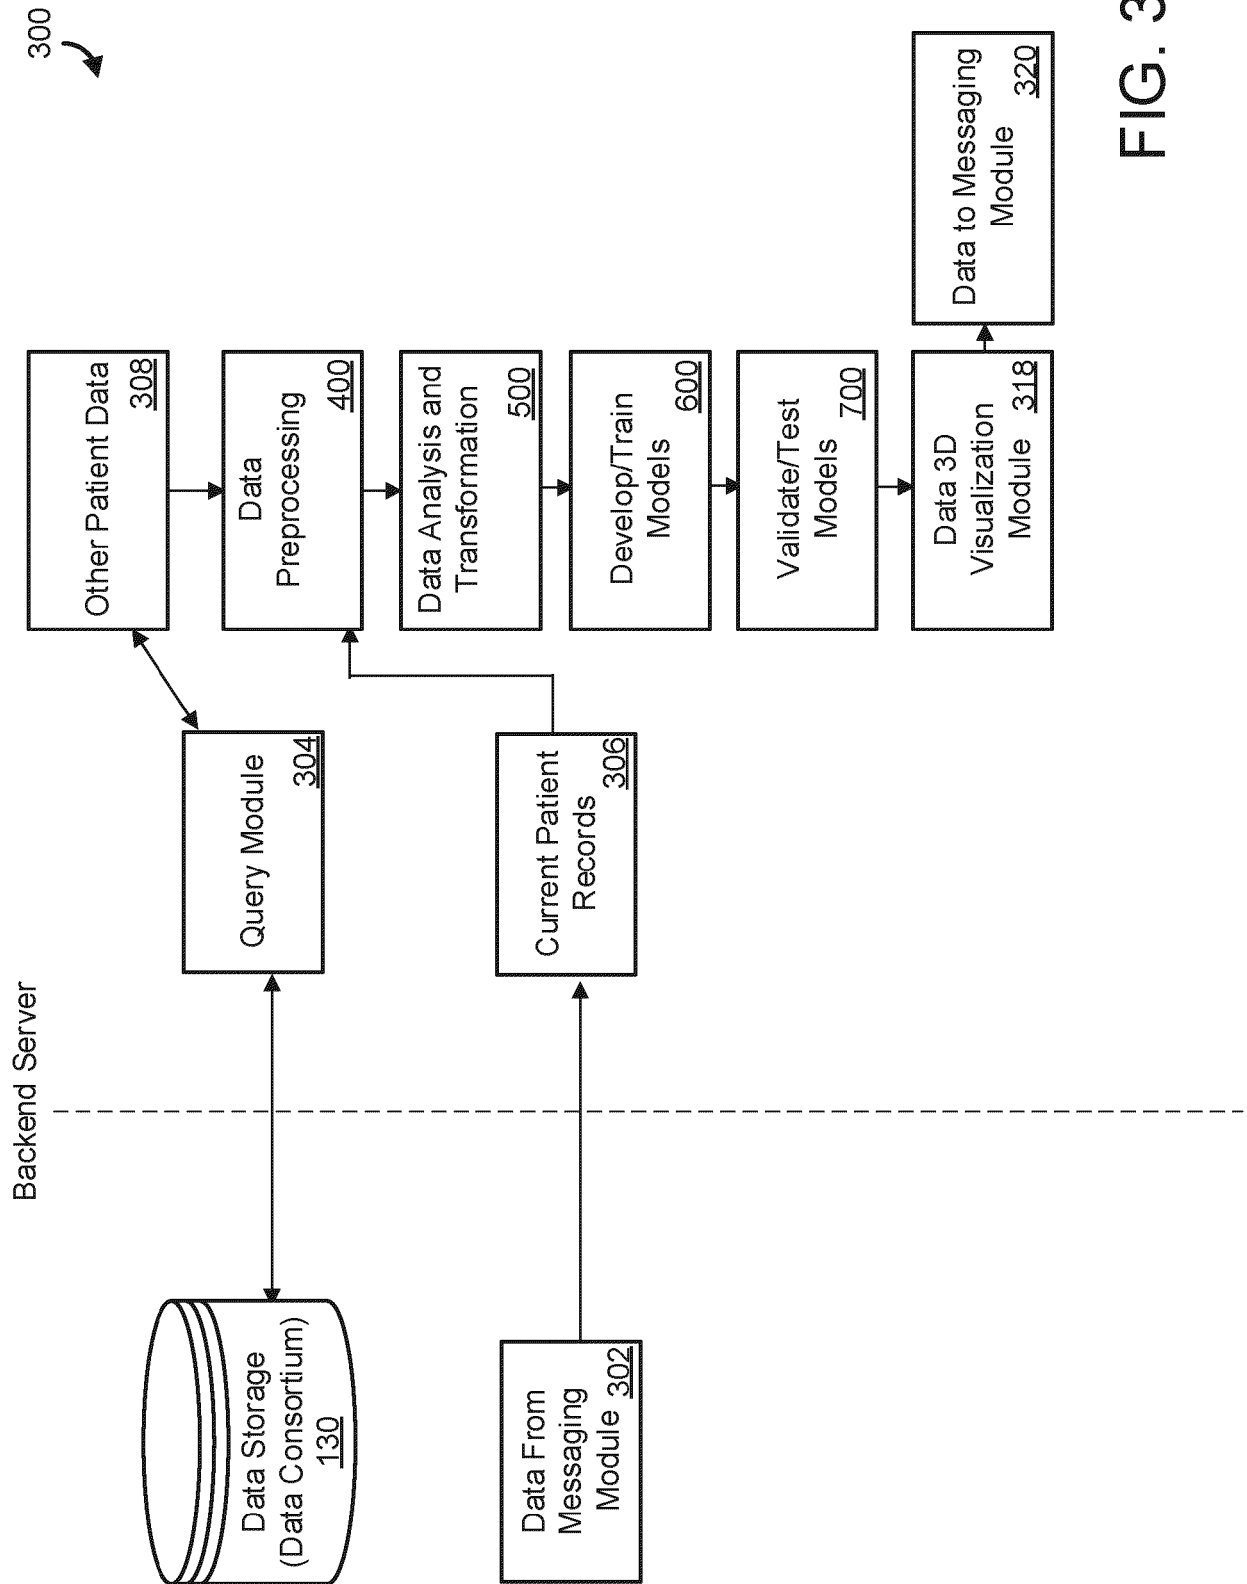 300
Backend Server
Data Storage
(Data Consortium)
130
Query Module
304
Other Patient Data
308
Data
Preprocessing
400
Data Analysis and
Transformation
500
Develop/Train
Models
600
Validate/Test
Models
700
Data 3D
Visualization
Module
318
Data to Messaging
Module
320
Data From
Messaging
Module 302
Current Patient
Records
306
FIG. 3